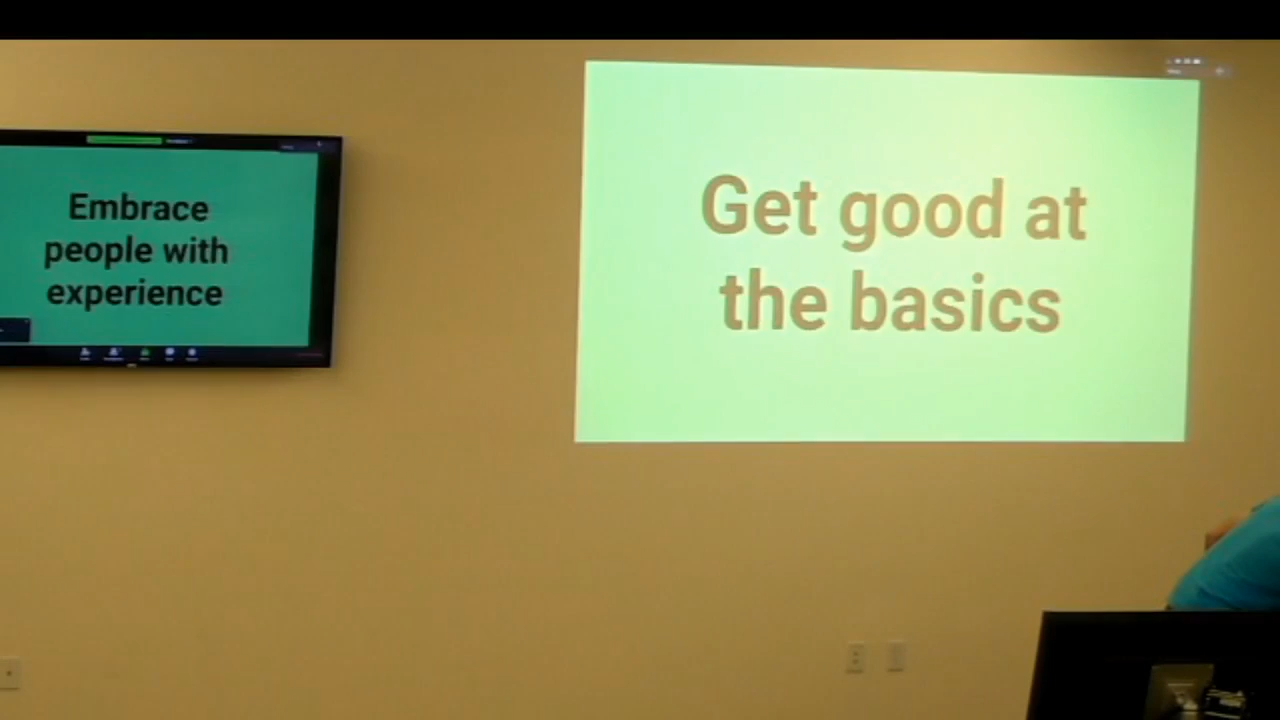 Embrace
people with
experience
Get good at
the basics